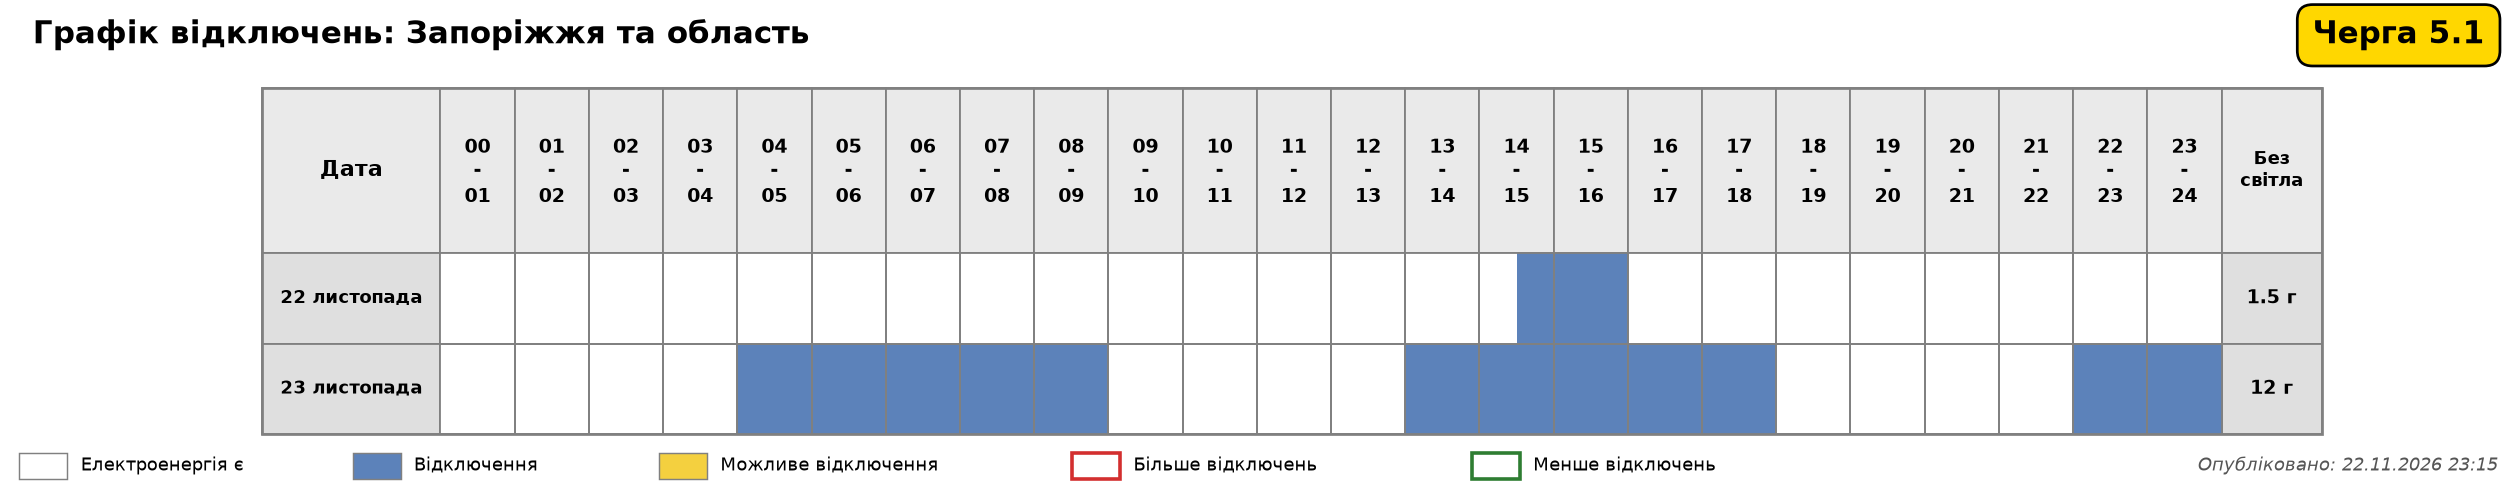 Графік відключень: Запоріжжя та область
Черга 5.1
Дата
00 - 01
01 - 02
02 - 03
03 - 04
04 - 05
05 - 06
06 - 07
07 - 08
08 - 09
09 - 10
10 - 11
11 - 12
12 - 13
13 - 14
14 - 15
15 - 16
16 - 17
17 - 18
18 - 19
19 - 20
20 - 21
21 - 22
22 - 23
23 - 24
Без
світла
22 листопада
1.5 г
23 листопада
12 г
Електроенергія є
Відключення
Можливе відключення
Більше відключень
Менше відключень
Опубліковано: 22.11.2026 23:15